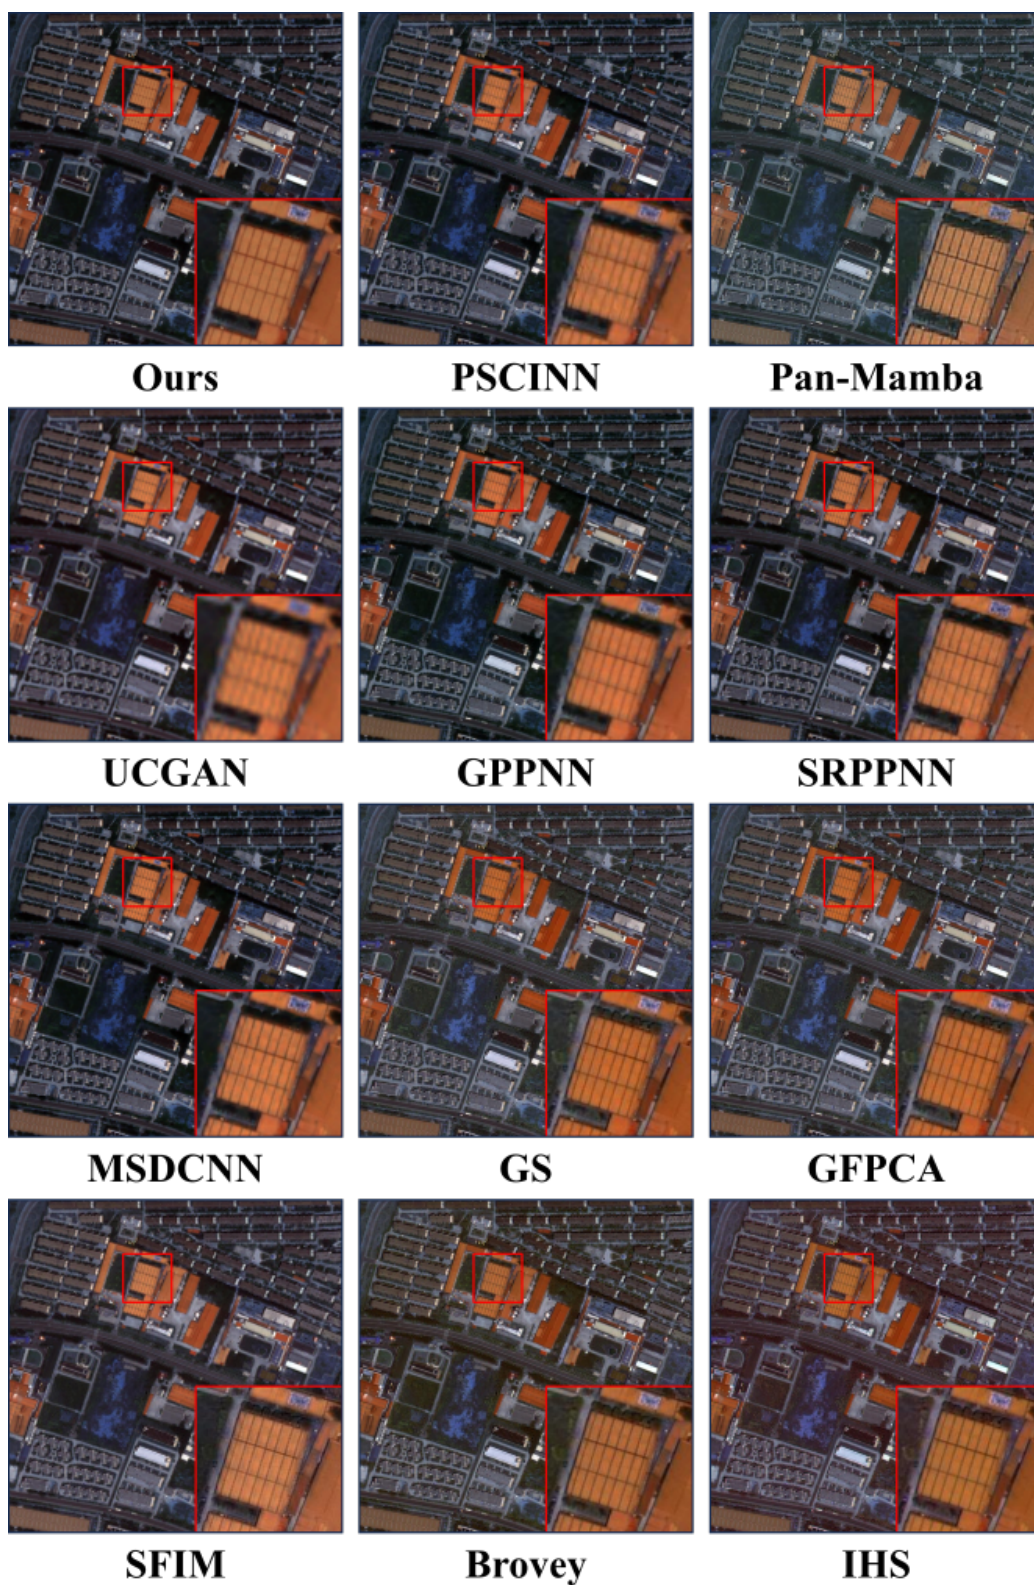 Ours
PSCINN
Pan-Mamba
UCGAN
GPPNN
SRPPNN
MSDCNN
GS
GFPCA
SFIM
Brovey
IHS